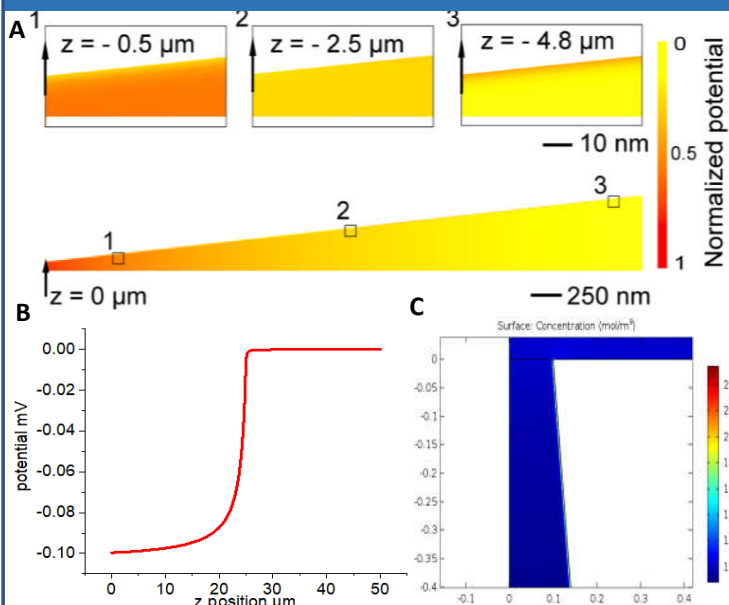 A
1
2
3
z = - 0.5 µm
z = - 2.5 µm
z = - 4.8 µm
0
0.5
1
Normalized potential
10 nm
1
2
3
z = 0 µm
250 nm
B
0.00
-0.02
-0.04
-0.06
-0.08
-0.10
potential mV
0
10
20
30
40
50
z position µm
C
Surface: Concentration (mol/m³)
0
-0.05
-0.1
-0.15
-0.2
-0.25
-0.3
-0.35
-0.4
-0.1
0
0.1
0.2
0.3
0.4